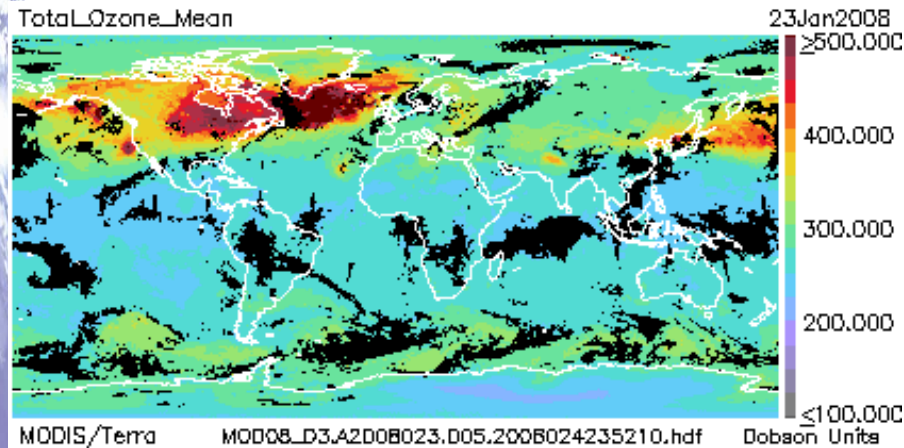 Total_Ozone_Mean 23Jan2008
≥500.000
400.000
300.000
200.000
≤100.000
MODIS/Terra MOD08_D3.A2008023.005.2008024235210.hdf Dobson Units